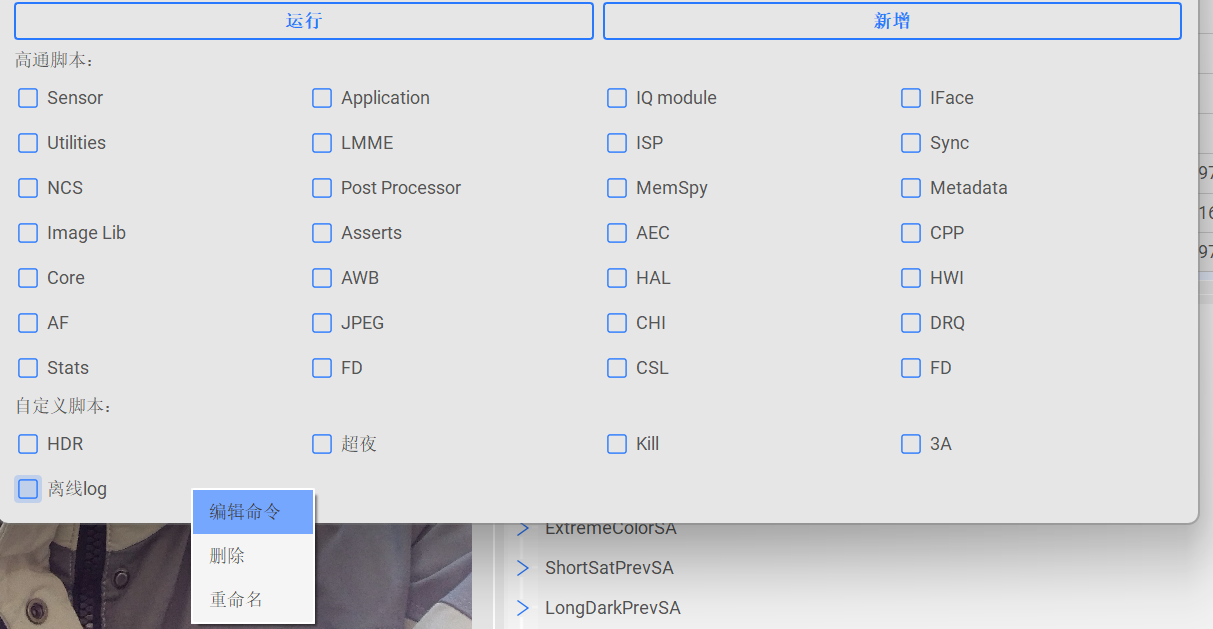 运行 新增
高通脚本:
Sensor Application IQ module IFace
Utilities LMME ISP Sync
NCS Post Processor MemSpy Metadata
Image Lib Asserts AEC CPP
Core AWB HAL HWI
AF JPEG CHI DRQ
Stats FD CSL FD
自定义脚本:
HDR 超夜 Kill 3A
离线log
编辑命令
删除
重命名
ExtremeColorSA
ShortSatPrevSA
LongDarkPrevSA